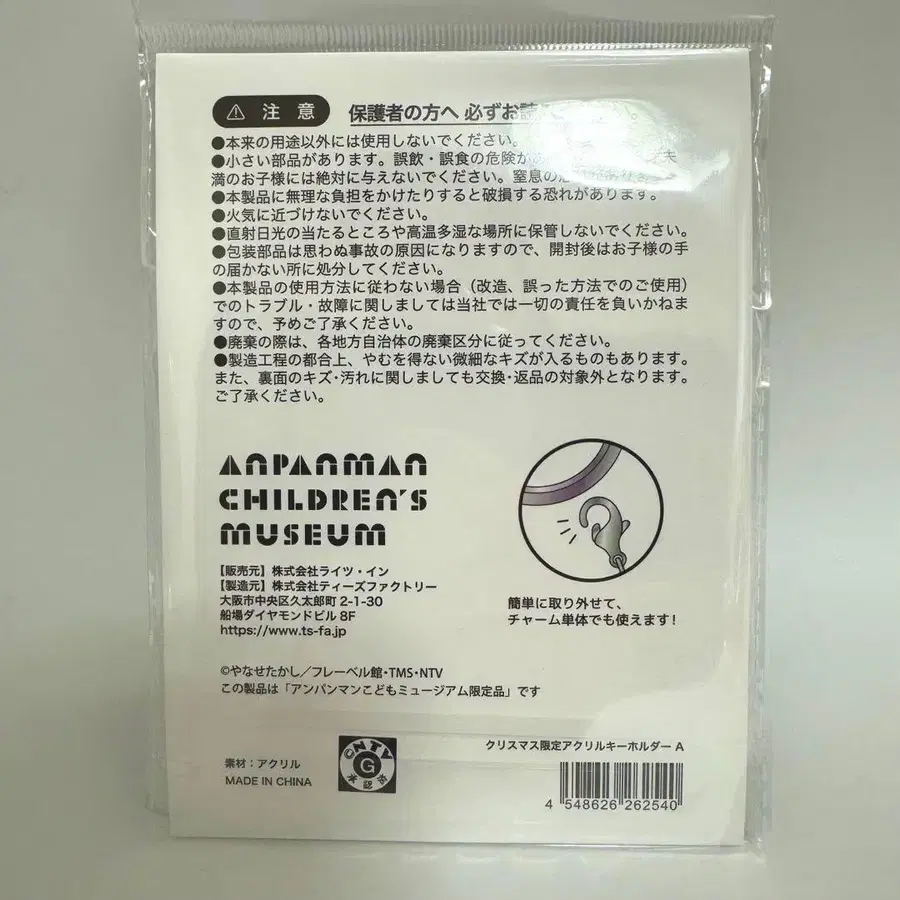 注意 保護者の方へ 必ずお読
●本来の用途以外には使用しないでください。
●小さい部品があります。誤飲・誤食の危険が
満のお子様には絶対に与えないでください。窒息の
●本製品に無理な負担をかけたりすると破損する恐れがあります。
●火気に近づけないでください。
●直射日光の当たるところや高温多湿な場所に保管しないでください。
●包装部品は思わぬ事故の原因になりますので、開封後はお子様の手
の届かない所に処分してください。
●本製品の使用方法に従わない場合（改造、誤った方法でのご使用）
でのトラブル・故障に関しましては当社では一切の責任を負いかねま
すので、予めご了承ください。
●廃棄の際は、各地方自治体の廃棄区分に従ってください。
●製造工程の都合上、やむを得ない微細なキズが入るものもあります。
また、裏面のキズ・汚れに関しましても交換・返品の対象外となります。
ご了承ください。
ANPANMAN
CHILDREN'S
MUSEUM
【販売元】株式会社ライツ・イン
【製造元】株式会社ティーズファクトリー
大阪市中央区久太郎町 2-1-30
船場ダイヤモンドビル 8F
https://www.ts-fa.jp
簡単に取り外せて、
チャーム単体でも使えます！
©やなせたかし／フレーベル館・TMS・NTV
この製品は「アンパンマンこどもミュージアム限定品」です
クリスマス限定アクリルキーホルダー A
素材：アクリル
MADE IN CHINA
©NTV
G
承認済
4 548626 262540